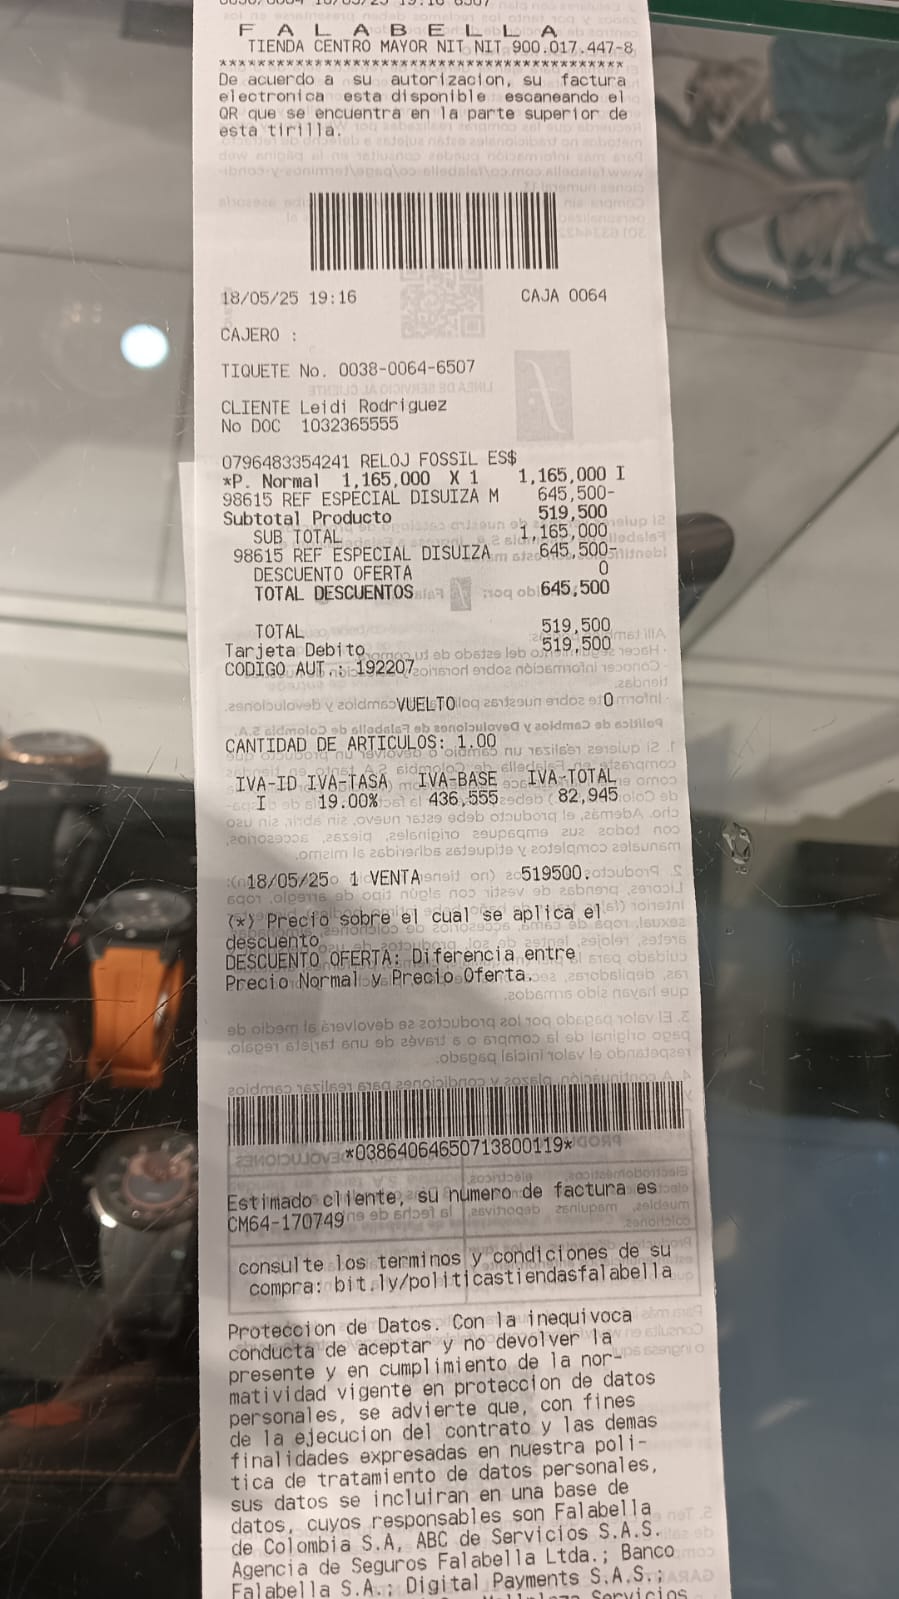 F A L A B E L L A
TIENDA CENTRO MAYOR NIT NIT 900.017.447-8
******************************************
De acuerdo a su autorizacion, su factura
electronica esta disponible escaneando el
QR que se encuentra en la parte superior de
esta tirilla.
18/05/25 19:16 CAJA 0064
CAJERO :
TIQUETE No. 0038-0064-6507
CLIENTE Leidi Rodriguez
No DOC 1032365555
0796483354241 RELOJ FOSSIL ES$
*P. Normal 1,165,000 X 1 1,165,000 I
98615 REF ESPECIAL DISUIZA M 645,500-
Subtotal Producto 519,500
SUB TOTAL 1,165,000
98615 REF ESPECIAL DISUIZA 645,500-
DESCUENTO OFERTA 0
TOTAL DESCUENTOS 645,500
TOTAL 519,500
Tarjeta Debito 519,500
CODIGO AUT.: 192207
VUELTO 0
CANTIDAD DE ARTICULOS: 1.00
IVA-ID IVA-TASA IVA-BASE IVA-TOTAL
I 19.00% 436,555 82,945
18/05/25 1 VENTA 519500.
(*) Precio sobre el cual se aplica el
descuento
DESCUENTO OFERTA: Diferencia entre
Precio Normal y Precio Oferta.
*03864064650713800119*
Estimado cliente, su numero de factura es
CM64-170749
consulte los terminos y condiciones de su
compra: bit.ly/politicastiendasfalabella
Proteccion de Datos. Con la inequivoca
conducta de aceptar y no devolver la
presente y en cumplimiento de la nor-
matividad vigente en proteccion de datos
personales, se advierte que, con fines
de la ejecucion del contrato y las demas
finalidades expresadas en nuestra poli-
tica de tratamiento de datos personales,
sus datos se incluiran en una base de
datos, cuyos responsables son Falabella
de Colombia S.A, ABC de Servicios S.A.S.
Agencia de Seguros Falabella Ltda.; Banco
Falabella S.A.; Digital Payments S.A.S.;
Servicios